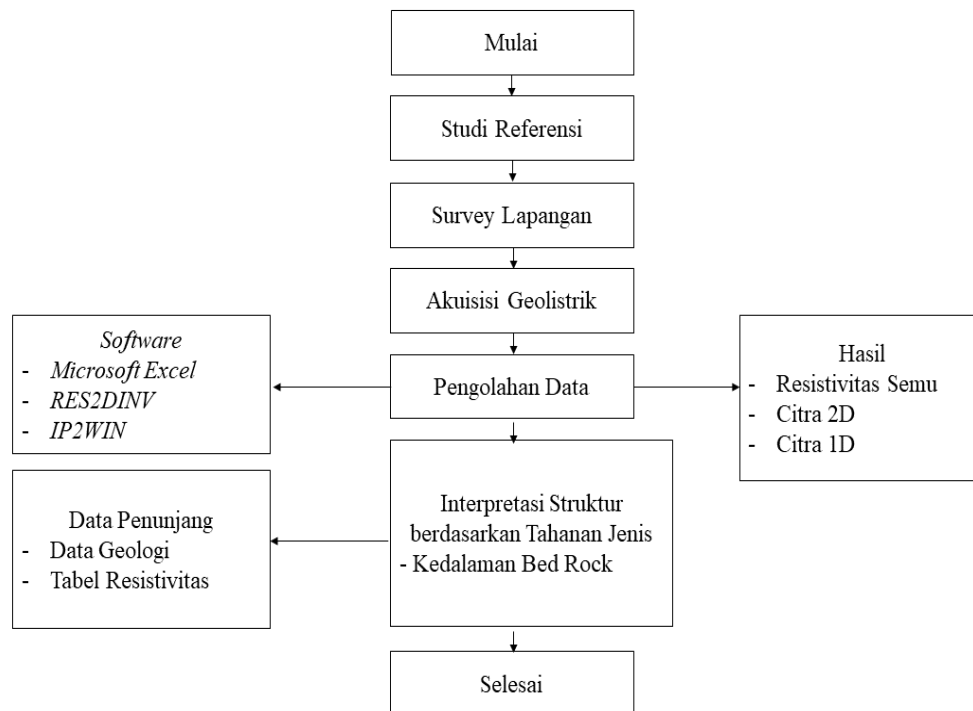 Mulai
Studi Referensi
Survey Lapangan
Akuisisi Geolistrik
Software
- Microsoft Excel
- RES2DINV
- IP2WIN
Pengolahan Data
Hasil
- Resistivitas Semu
- Citra 2D
- Citra 1D
Data Penunjang
- Data Geologi
- Tabel Resistivitas
Interpretasi Struktur
berdasarkan Tahanan Jenis
- Kedalaman Bed Rock
Selesai